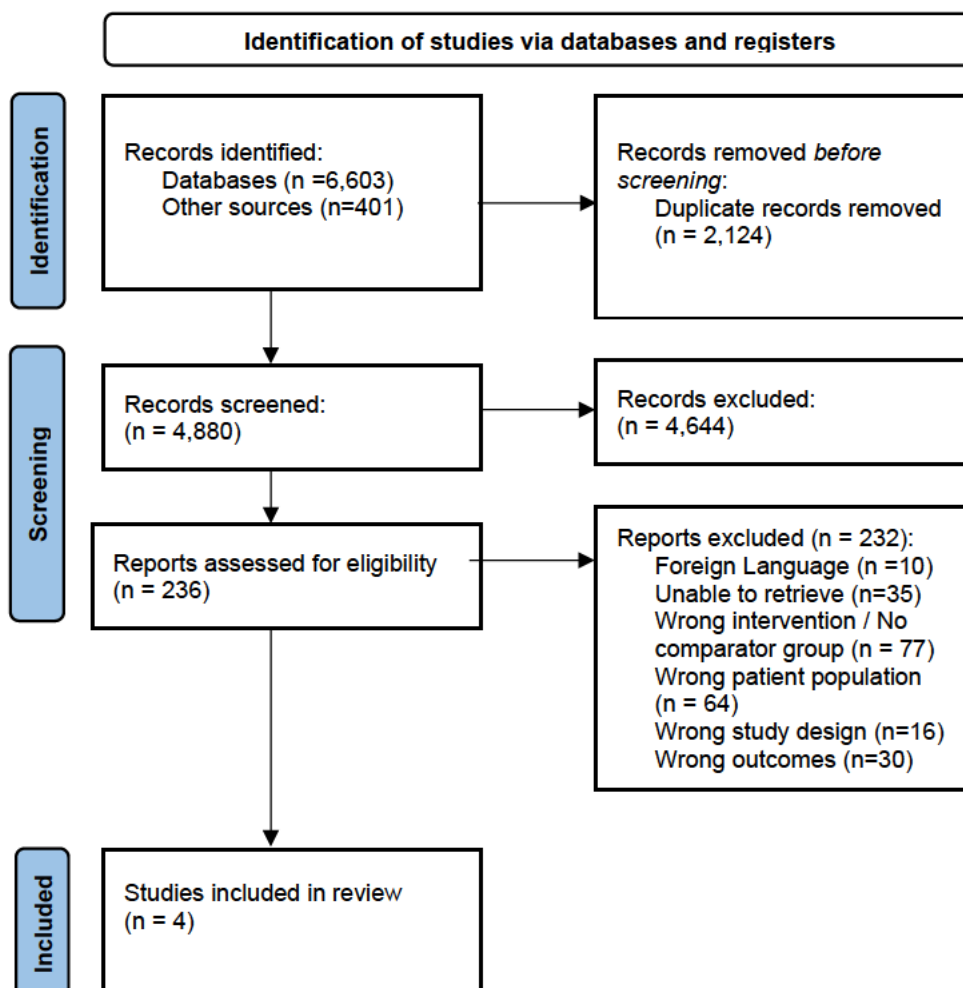 Identification of studies via databases and registers
Identification
Records identified:
Databases (n =6,603)
Other sources (n=401)
Records removed before
screening:
Duplicate records removed
(n = 2,124)
Screening
Records screened:
(n = 4,880)
Records excluded:
(n = 4,644)
Reports assessed for eligibility
(n = 236)
Reports excluded (n = 232):
Foreign Language (n =10)
Unable to retrieve (n=35)
Wrong intervention / No
comparator group (n = 77)
Wrong patient population
(n = 64)
Wrong study design (n=16)
Wrong outcomes (n=30)
Included
Studies included in review
(n = 4)